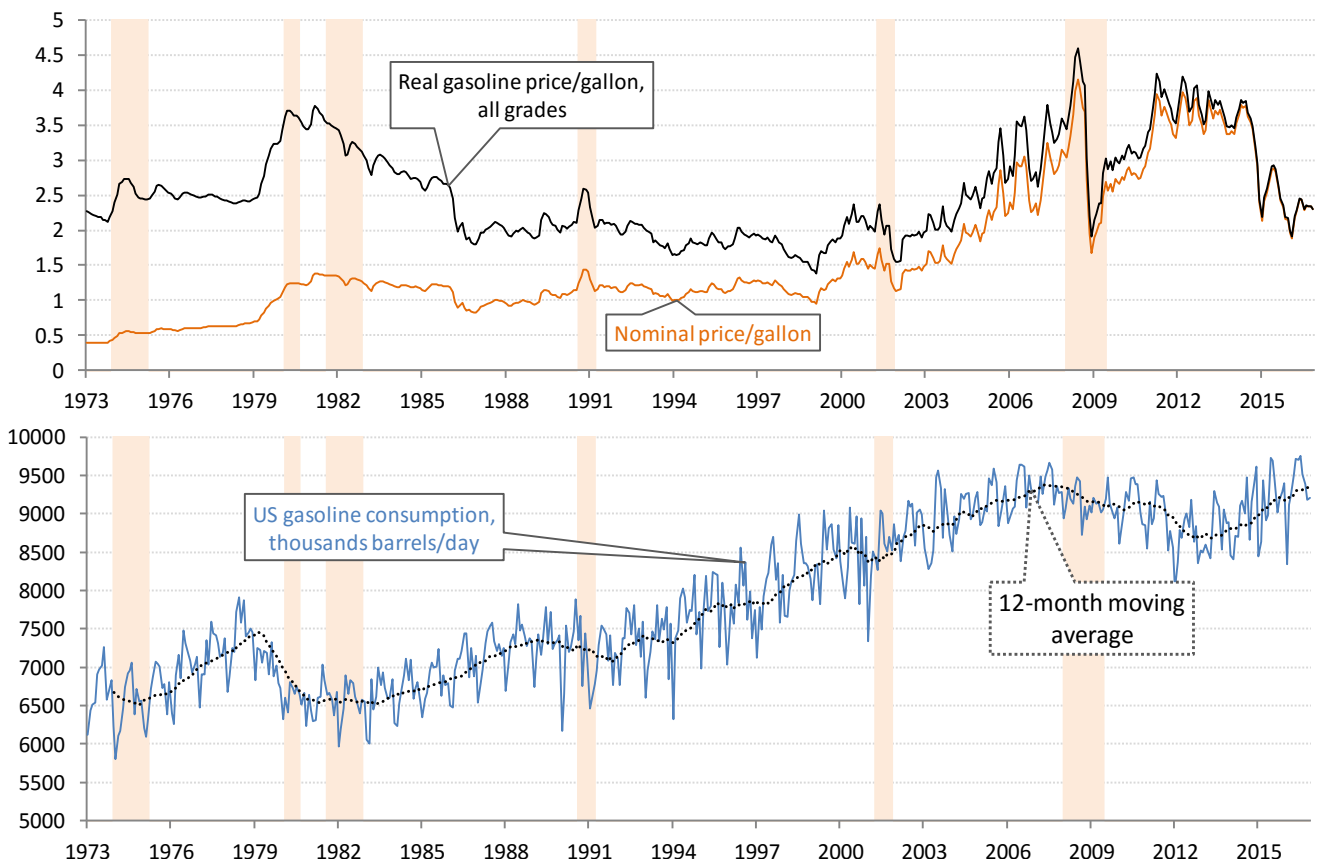 5
4.5
4
3.5
3
2.5
2
1.5
1
0.5
0
Real gasoline price/gallon,
all grades
Nominal price/gallon
1973 1976 1979 1982 1985 1988 1991 1994 1997 2000 2003 2006 2009 2012 2015
10000
9500
9000
8500
8000
7500
7000
6500
6000
5500
5000
US gasoline consumption,
thousands barrels/day
12-month moving
average
1973 1976 1979 1982 1985 1988 1991 1994 1997 2000 2003 2006 2009 2012 2015